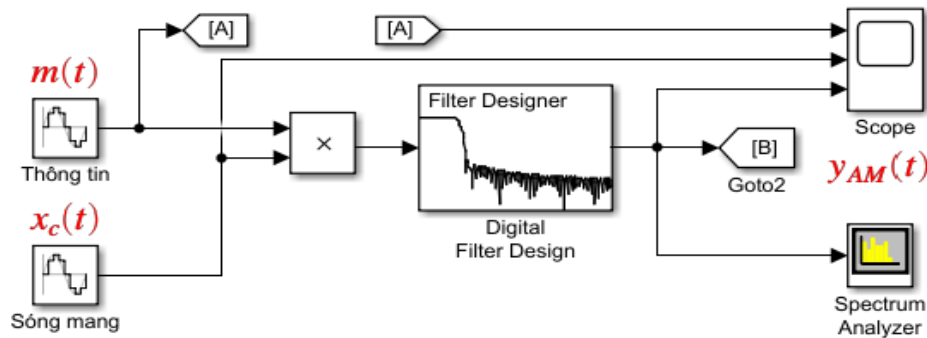 [A]
[A]
m(t)
Thông tin
×
Filter Designer
Digital
Filter Design
Scope
[B]
Goto2
y_AM(t)
x_c(t)
Sóng mang
Spectrum
Analyzer